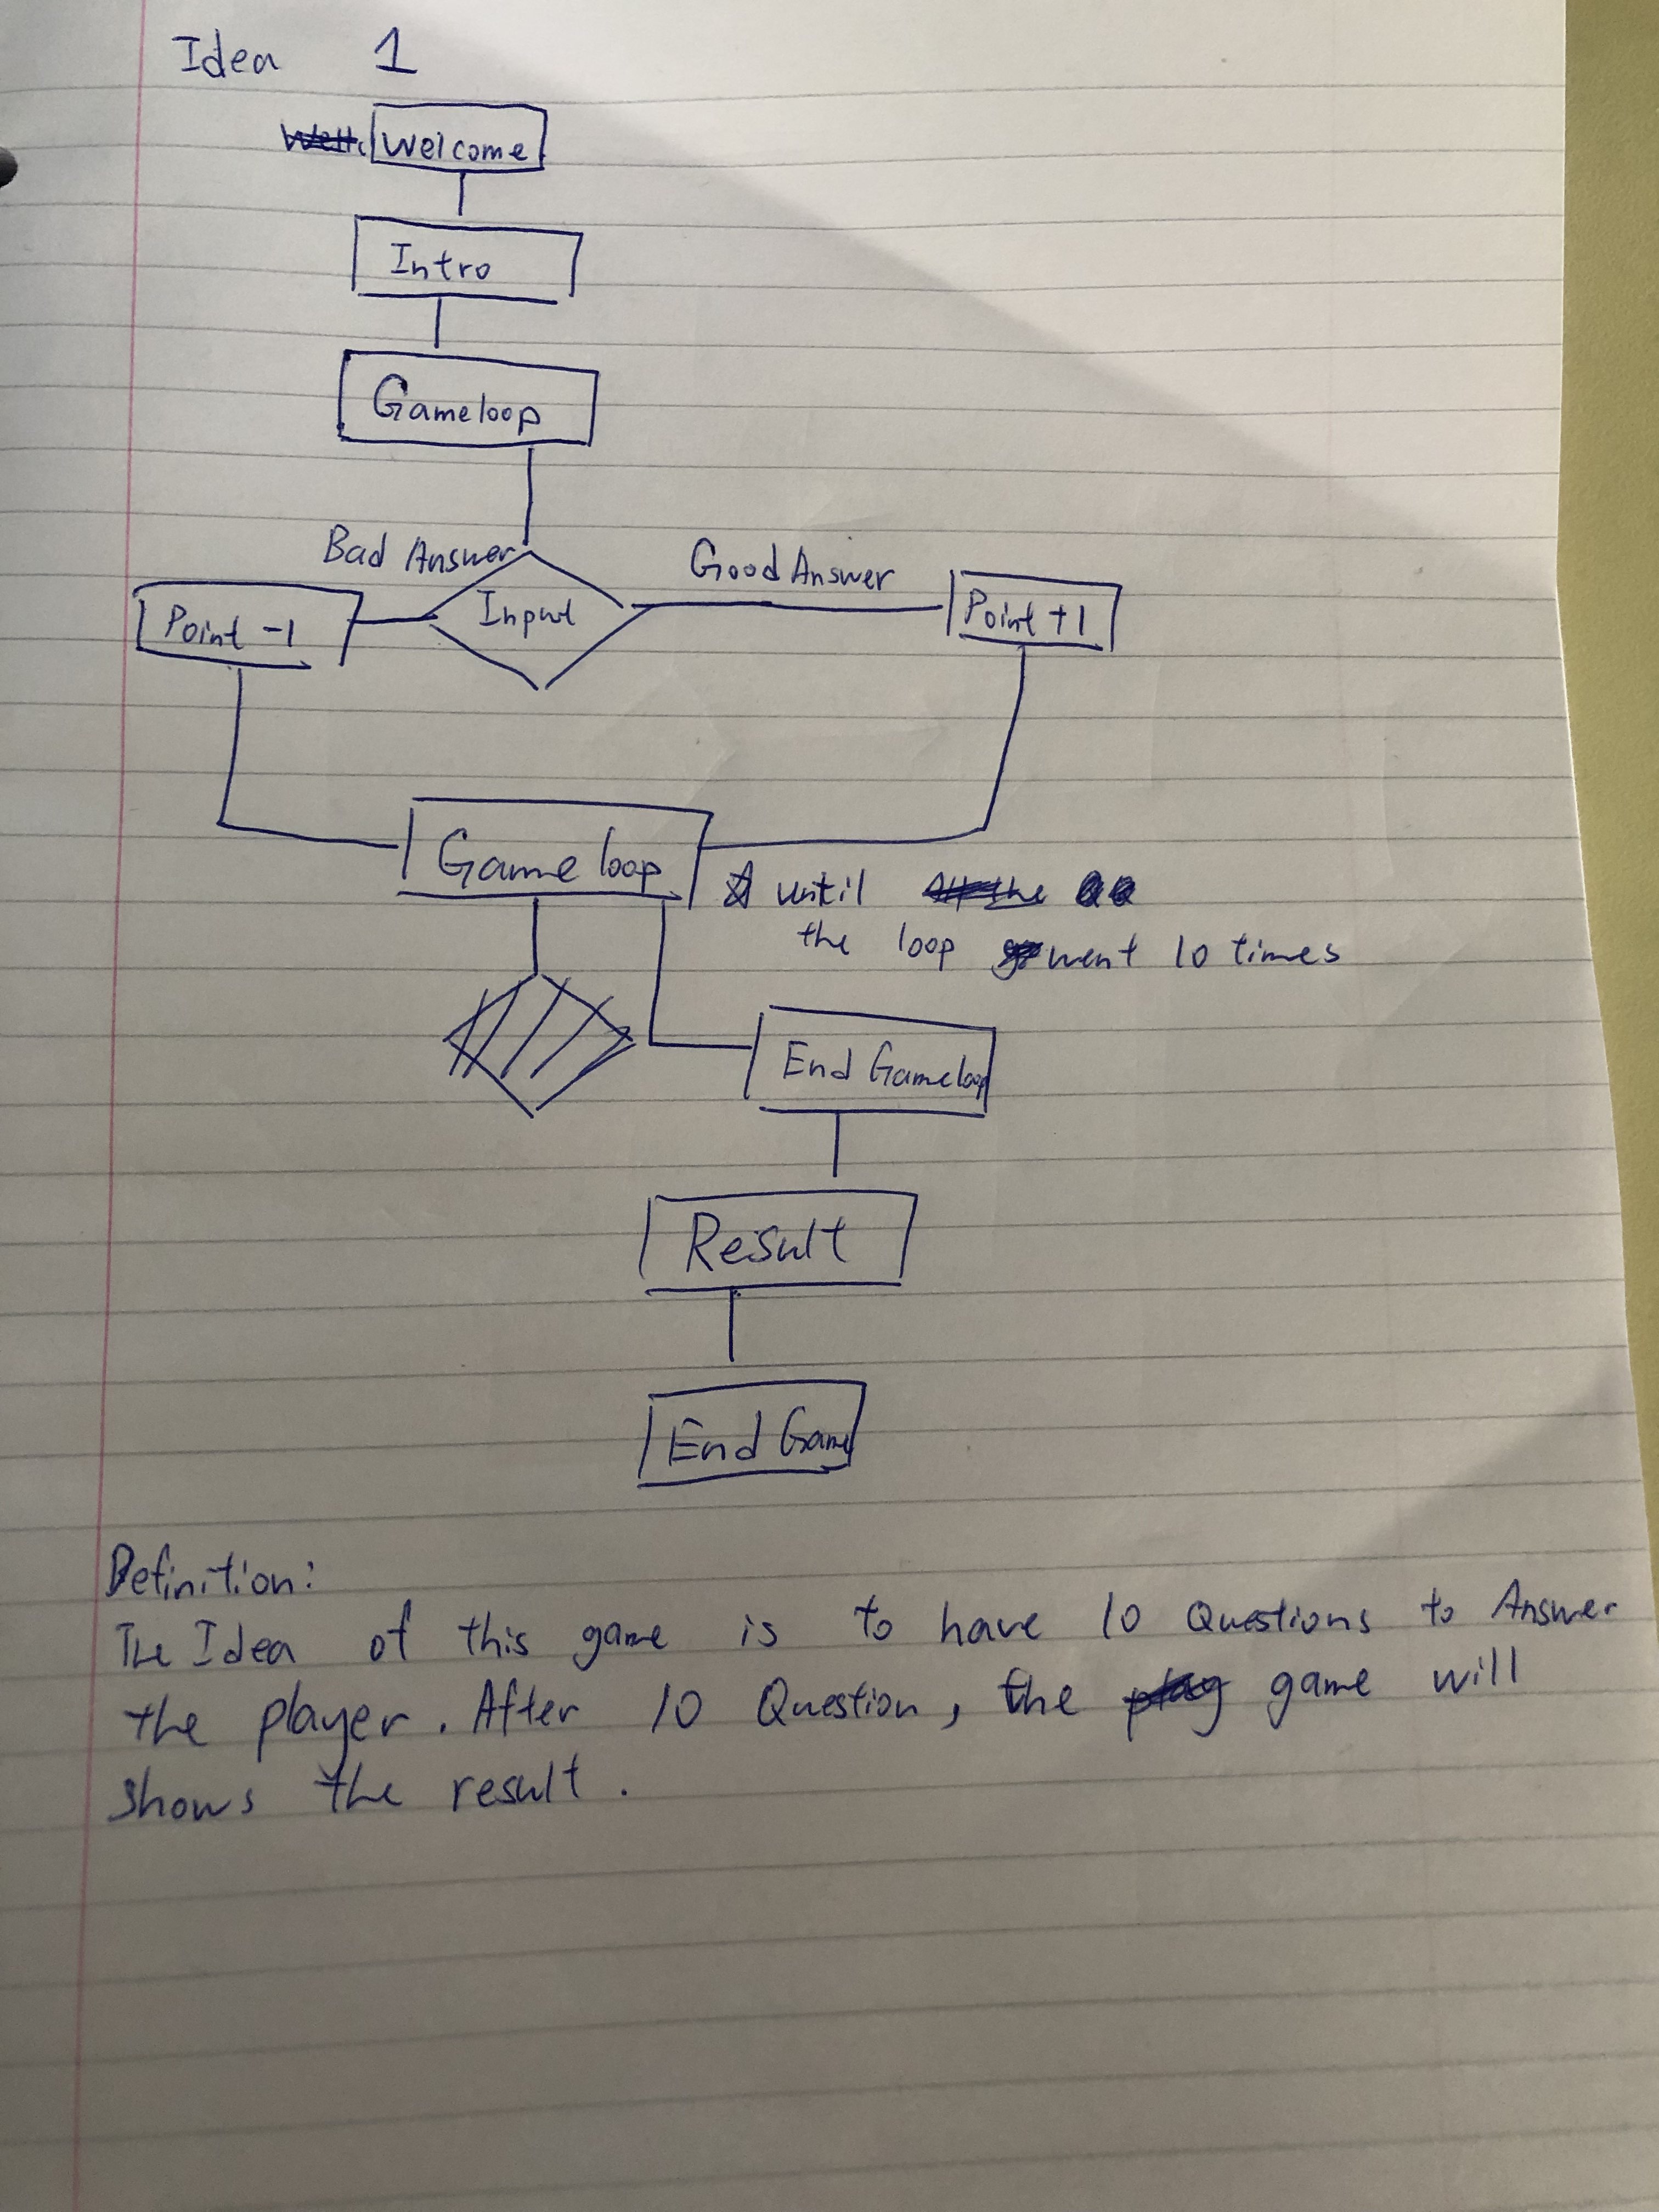 Idea 1
Welcome
Intro
Gameloop
Bad Answer
Good Answer
Input
Point -1
Point +1
Game loop
until
the loop went 10 times
End Gameloop
Result
End Game
Definition:
The Idea of this game is to have 10 Questions to Answer
the player. After 10 Question, the game will
shows the result.